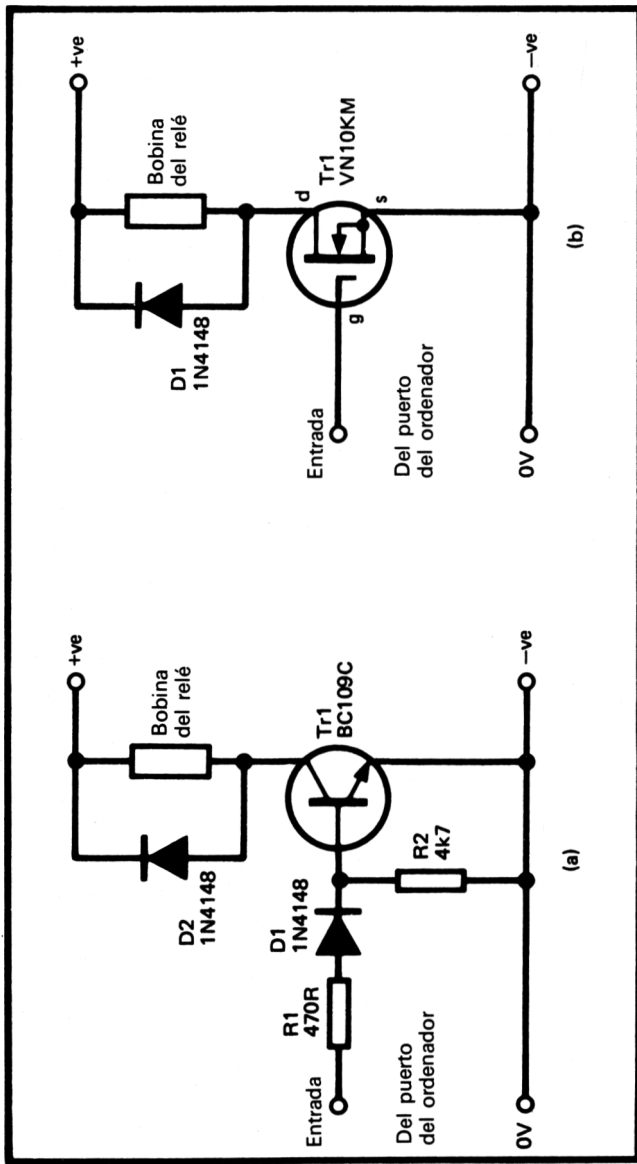 +ve
Bobina
del relé
D2
1N4148
Tr1
BC109C
D1
1N4148
R1
470R
R2
4k7
Entrada
Del puerto
del ordenador
0V
−ve
(a)
+ve
Bobina
del relé
D1
1N4148
d
Tr1
VN10KM
g
s
Entrada
Del puerto
del ordenador
0V
−ve
(b)